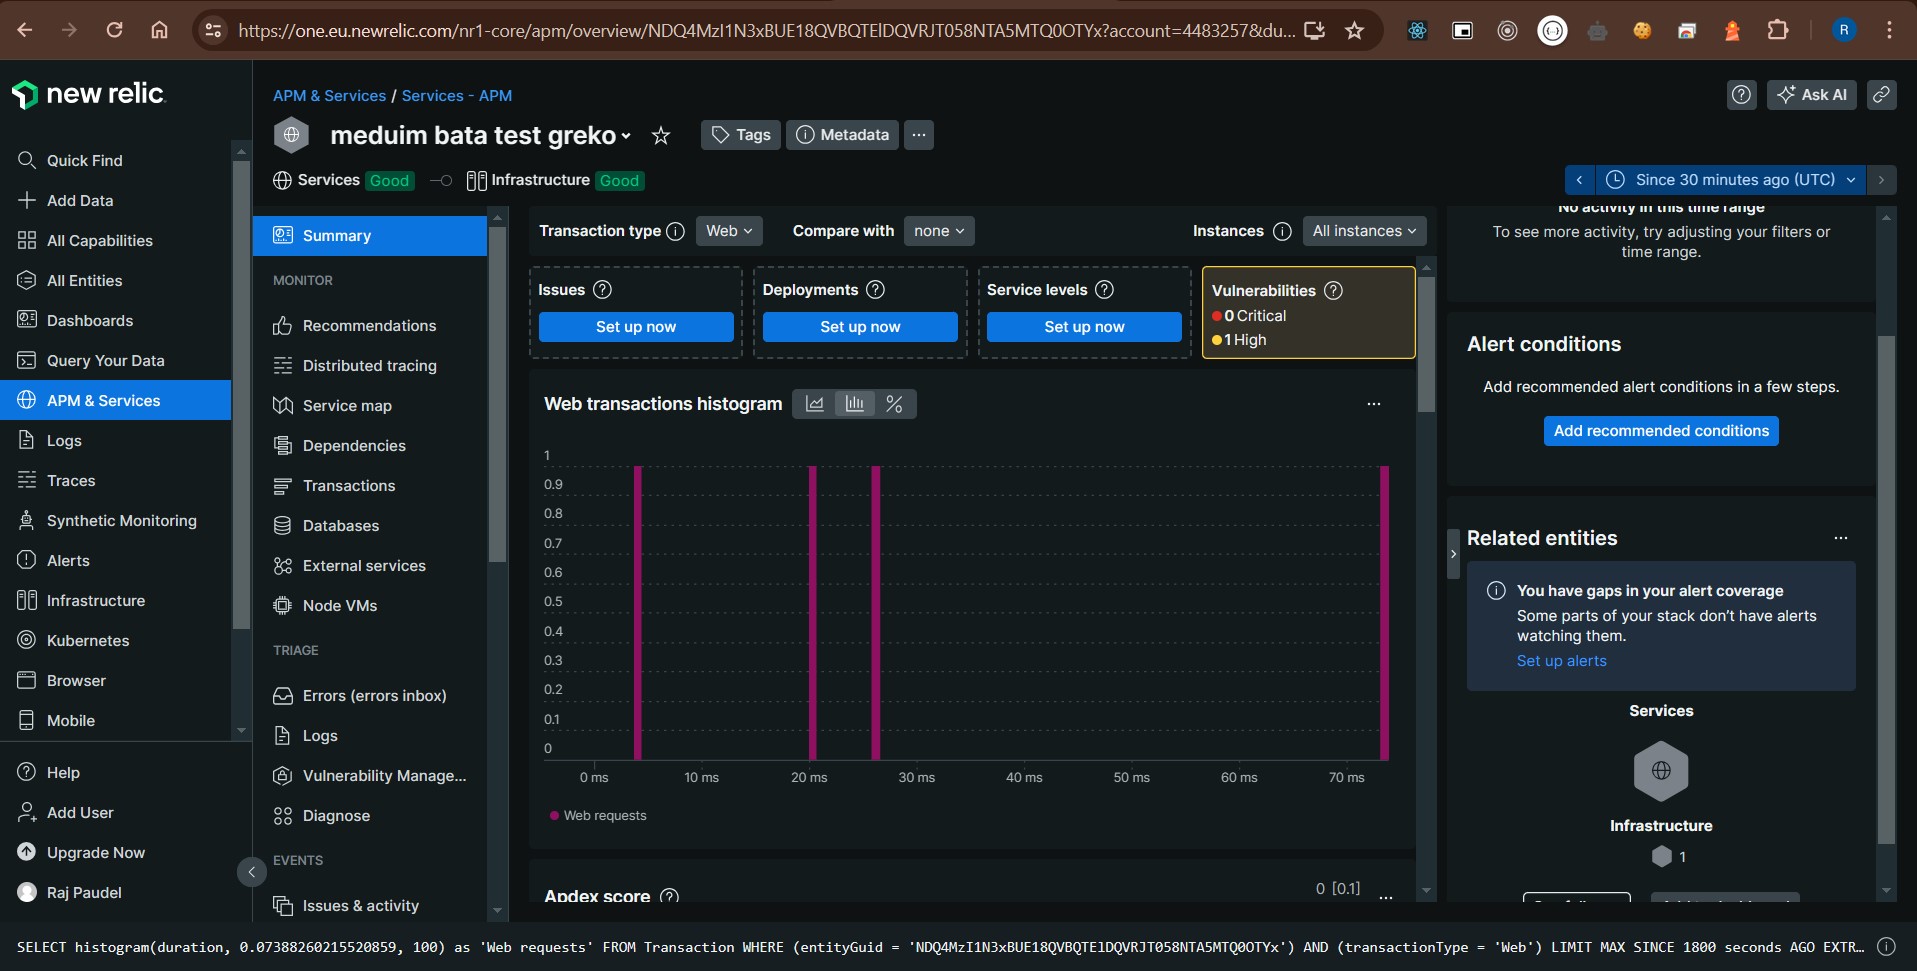 https://one.eu.newrelic.com/nr1-core/apm/overview/NDQ4MzI1N3xBUE18QVBQTElDQVRJT058NTA5MTQ0OTYx?account=4483257&du...
R
new relic
Quick Find
Add Data
All Capabilities
All Entities
Dashboards
Query Your Data
APM & Services
Logs
Traces
Synthetic Monitoring
Alerts
Infrastructure
Kubernetes
Browser
Mobile
Help
Add User
Upgrade Now
Raj Paudel
APM & Services / Services - APM
Ask AI
meduim bata test greko
Tags
Metadata
...
Services Good
Infrastructure Good
Since 30 minutes ago (UTC)
Summary
MONITOR
Recommendations
Distributed tracing
Service map
Dependencies
Transactions
Databases
External services
Node VMs
TRIAGE
Errors (errors inbox)
Logs
Vulnerability Manage...
Diagnose
EVENTS
Issues & activity
Transaction type Web
Compare with none
Instances All instances
Issues
Set up now
Deployments
Set up now
Service levels
Set up now
Vulnerabilities
0 Critical
1 High
Web transactions histogram
...
1
0.9
0.8
0.7
0.6
0.5
0.4
0.3
0.2
0.1
0
0 ms 10 ms 20 ms 30 ms 40 ms 50 ms 60 ms 70 ms
Web requests
Apdex score
0 [0.1]
...
No activity in this time range
To see more activity, try adjusting your filters or
time range.
Alert conditions
Add recommended alert conditions in a few steps.
Add recommended conditions
Related entities
...
You have gaps in your alert coverage
Some parts of your stack don't have alerts
watching them.
Set up alerts
Services
Infrastructure
1
SELECT histogram(duration, 0.07388260215520859, 100) as 'Web requests' FROM Transaction WHERE (entityGuid = 'NDQ4MzI1N3xBUE18QVBQTElDQVRJT058NTA5MTQ0OTYx') AND (transactionType = 'Web') LIMIT MAX SINCE 1800 seconds AGO EXTR...